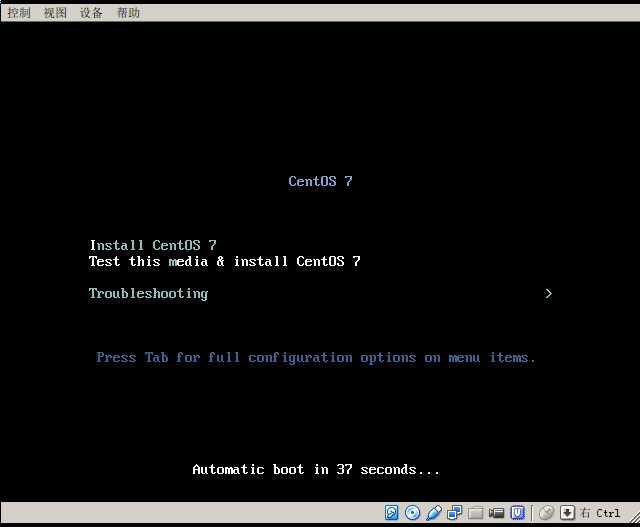 控制 视图 设备 帮助
CentOS 7
Install CentOS 7
Test this media & install CentOS 7
Troubleshooting >
Press Tab for full configuration options on menu items.
Automatic boot in 37 seconds...
右 Ctrl